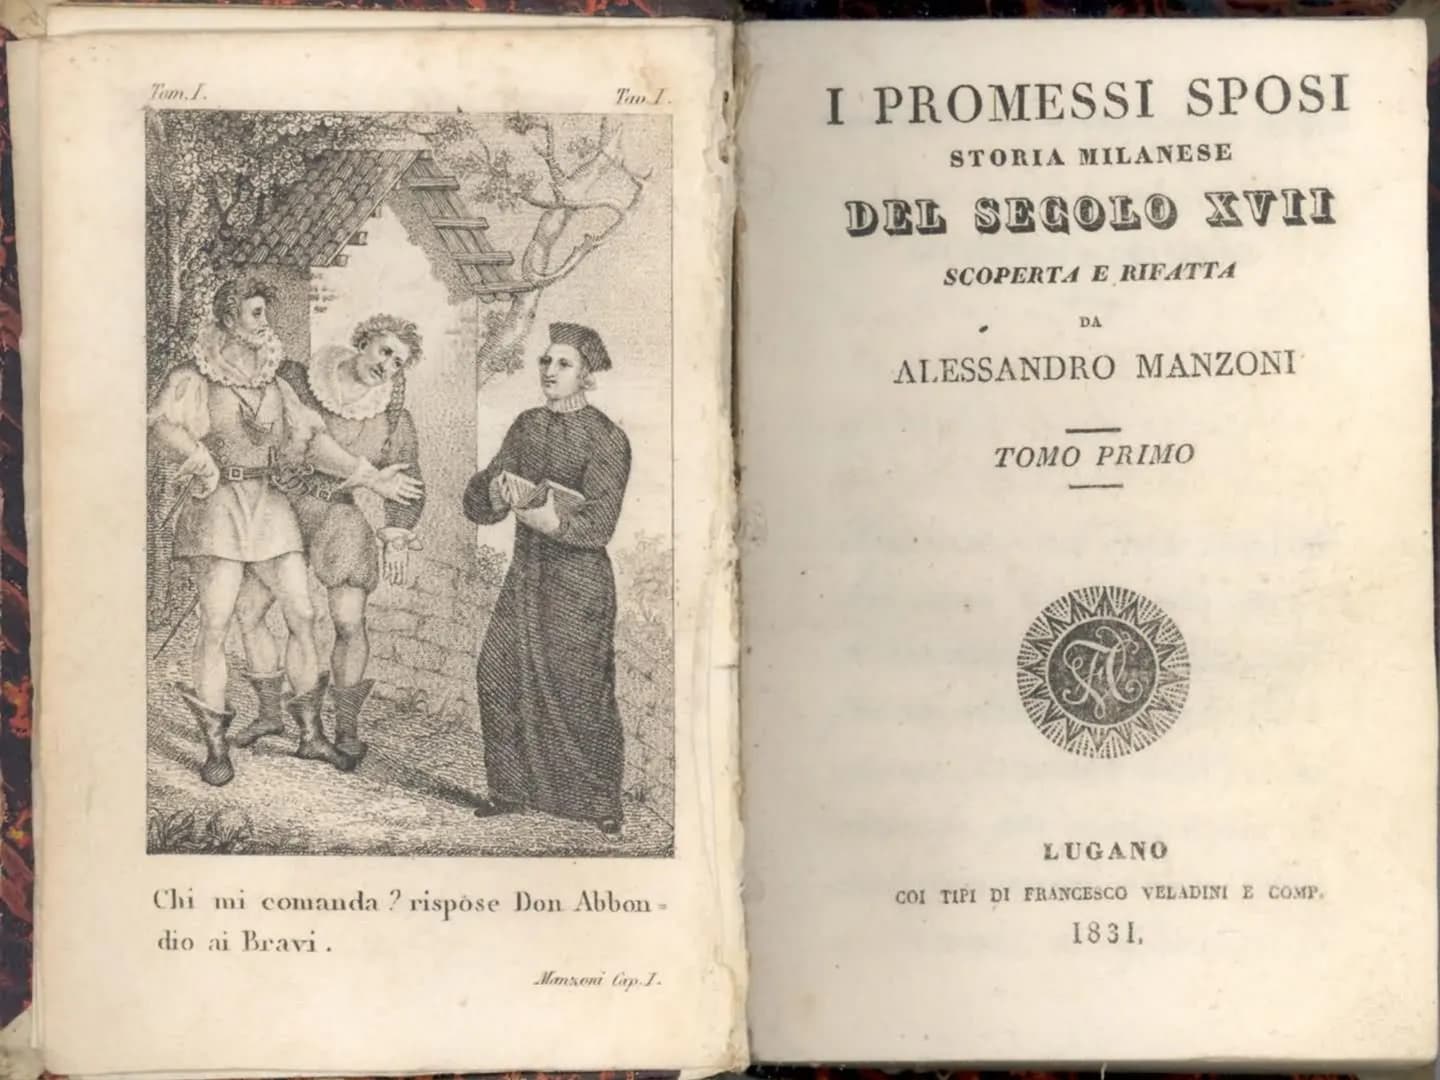 Tom. I.
Tav. I.
Chi mi comanda? rispose Don Abbon=
dio ai Bravi.
Manzoni Cap. I.
I PROMESSI SPOSI
STORIA MILANESE
DEL SECOLO XVII
SCOPERTA E RIFATTA
DA
ALESSANDRO MANZONI
TOMO PRIMO
LUGANO
COI TIPI DI FRANCESCO VELADINI E COMP.
1831.